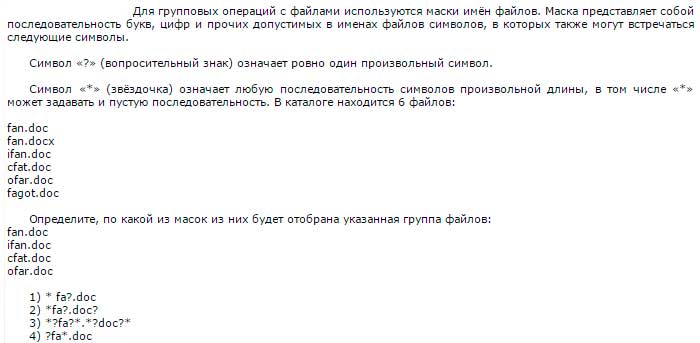 Для групповых операций с файлами используются маски имён файлов. Маска представляет собой
последовательность букв, цифр и прочих допустимых в именах файлов символов, в которых также могут встречаться
следующие символы.
Символ «?» (вопросительный знак) означает ровно один произвольный символ.
Символ «*» (звёздочка) означает любую последовательность символов произвольной длины, в том числе «*»
может задавать и пустую последовательность. В каталоге находится 6 файлов:
fan.doc
fan.docx
ifan.doc
cfat.doc
ofar.doc
fagot.doc
Определите, по какой из масок из них будет отобрана указанная группа файлов:
fan.doc
ifan.doc
cfat.doc
ofar.doc
1) * fa?.doc
2) *fa?.doc?
3) *?fa?*.*?doc?*
4) ?fa*.doc